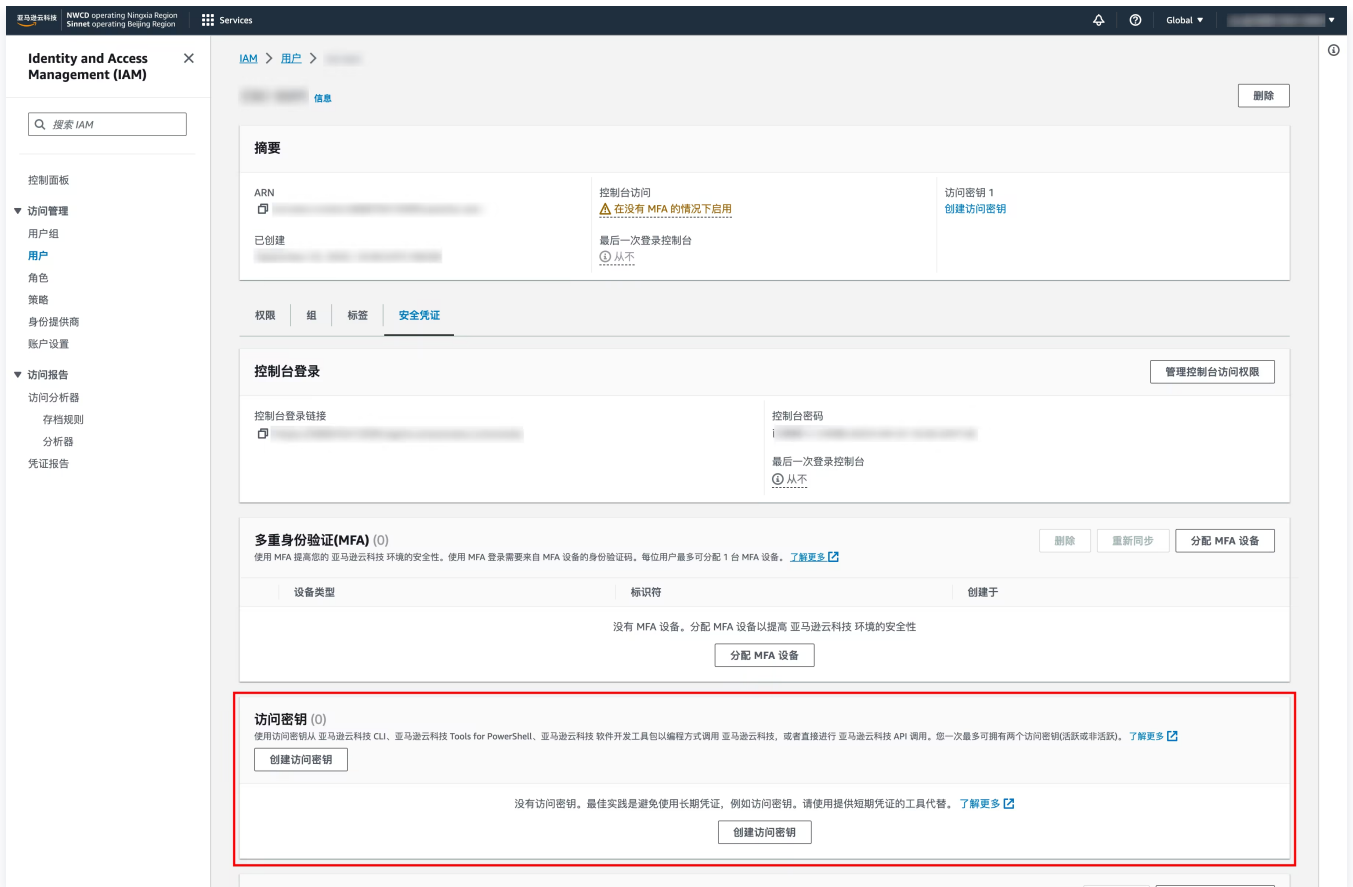 亚马逊云科技 NWCD operating Ningxia Region
Sinnet operating Beijing Region
Services
Global
Identity and Access Management (IAM)
搜索 IAM
控制面板
访问管理
用户组
用户
角色
策略
身份提供商
账户设置
访问报告
访问分析器
存档规则
分析器
凭证报告
IAM > 用户 >
信息
删除
摘要
ARN
已创建
控制台访问
在没有 MFA 的情况下启用
最后一次登录控制台
从不
访问密钥 1
创建访问密钥
权限 组 标签 安全凭证
控制台登录
管理控制台访问权限
控制台登录链接
控制台密码
最后一次登录控制台
从不
多重身份验证(MFA) (0)
使用 MFA 提高您的 亚马逊云科技 环境的安全性。使用 MFA 登录需要来自 MFA 设备的身份验证码。每位用户最多可分配 1 台 MFA 设备。 了解更多
删除 重新同步 分配 MFA 设备
设备类型 标识符 创建于
没有 MFA 设备。分配 MFA 设备以提高 亚马逊云科技 环境的安全性
分配 MFA 设备
访问密钥 (0)
使用访问密钥从 亚马逊云科技 CLI、亚马逊云科技 Tools for PowerShell、亚马逊云科技 软件开发工具包以编程方式调用 亚马逊云科技，或者直接进行 亚马逊云科技 API 调用。您一次最多可拥有两个访问密钥(活跃或非活跃)。 了解更多
创建访问密钥
没有访问密钥。最佳实践是避免使用长期凭证，例如访问密钥。请使用提供短期凭证的工具代替。 了解更多
创建访问密钥